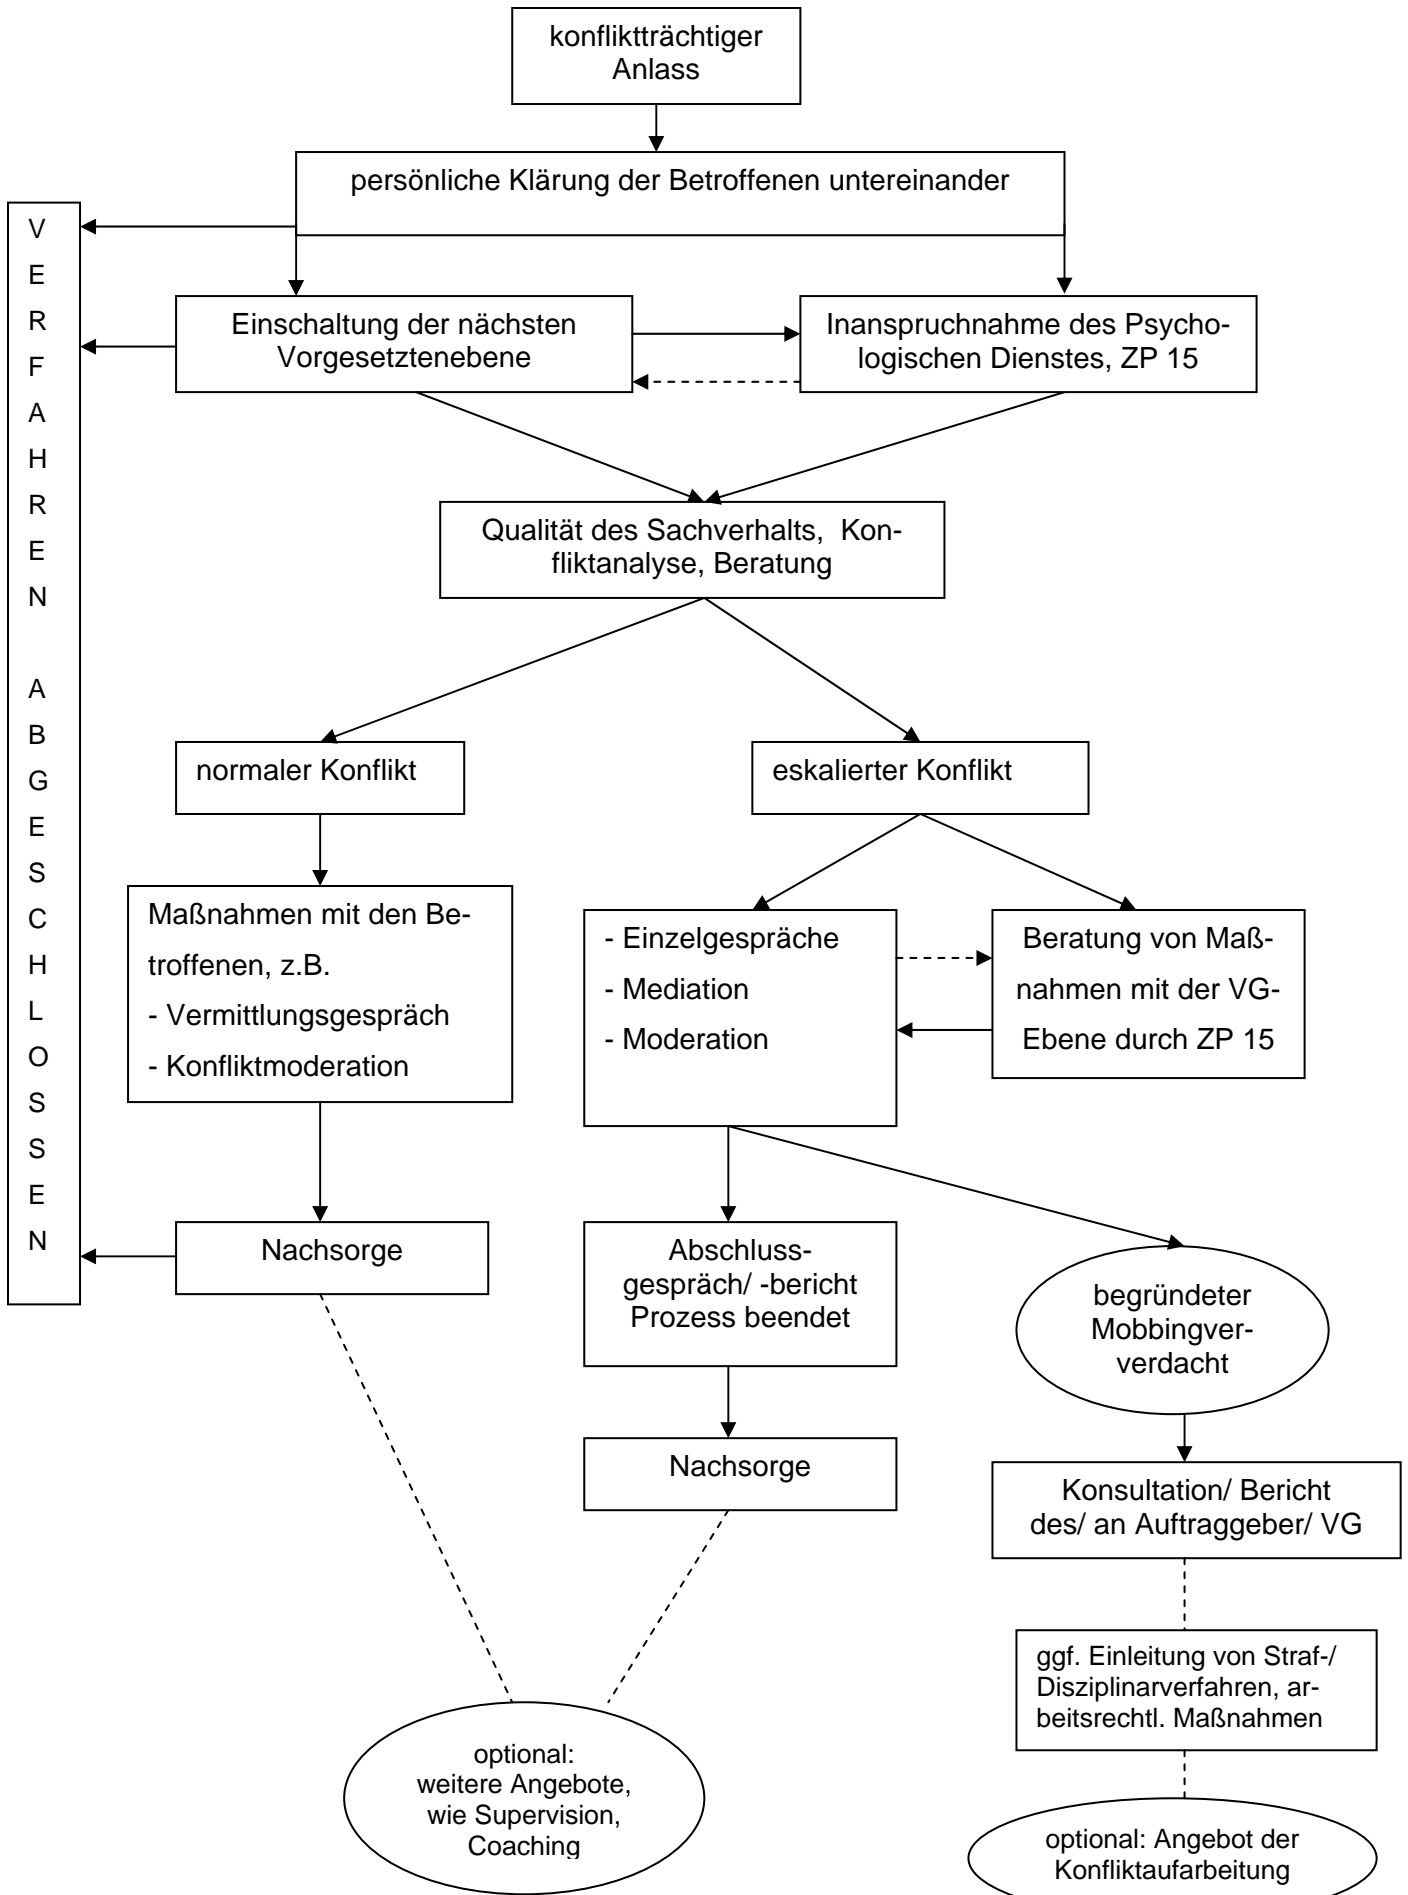 konfliktträchtiger
Anlass
persönliche Klärung der Betroffenen untereinander
V
E
R
F
A
H
R
E
N
A
B
G
E
S
C
H
L
O
S
S
E
N
Einschaltung der nächsten
Vorgesetztenebene
Inanspruchnahme des Psycho-
logischen Dienstes, ZP 15
Qualität des Sachverhalts,  Kon-
fliktanalyse, Beratung
normaler Konflikt
eskalierter Konflikt
Maßnahmen mit den Be-
troffenen, z.B.
- Vermittlungsgespräch
- Konfliktmoderation
- Einzelgespräche
- Mediation
- Moderation
Beratung von Maß-
nahmen mit der VG-
Ebene durch ZP 15
Nachsorge
Abschluss-
gespräch/ -bericht
Prozess beendet
begründeter
Mobbingver-
verdacht
Nachsorge
Konsultation/ Bericht
des/ an Auftraggeber/ VG
ggf. Einleitung von Straf-/
Disziplinarverfahren, ar-
beitsrechtl. Maßnahmen
optional:
weitere Angebote,
wie Supervision,
Coaching
optional: Angebot der
Konfliktaufarbeitung